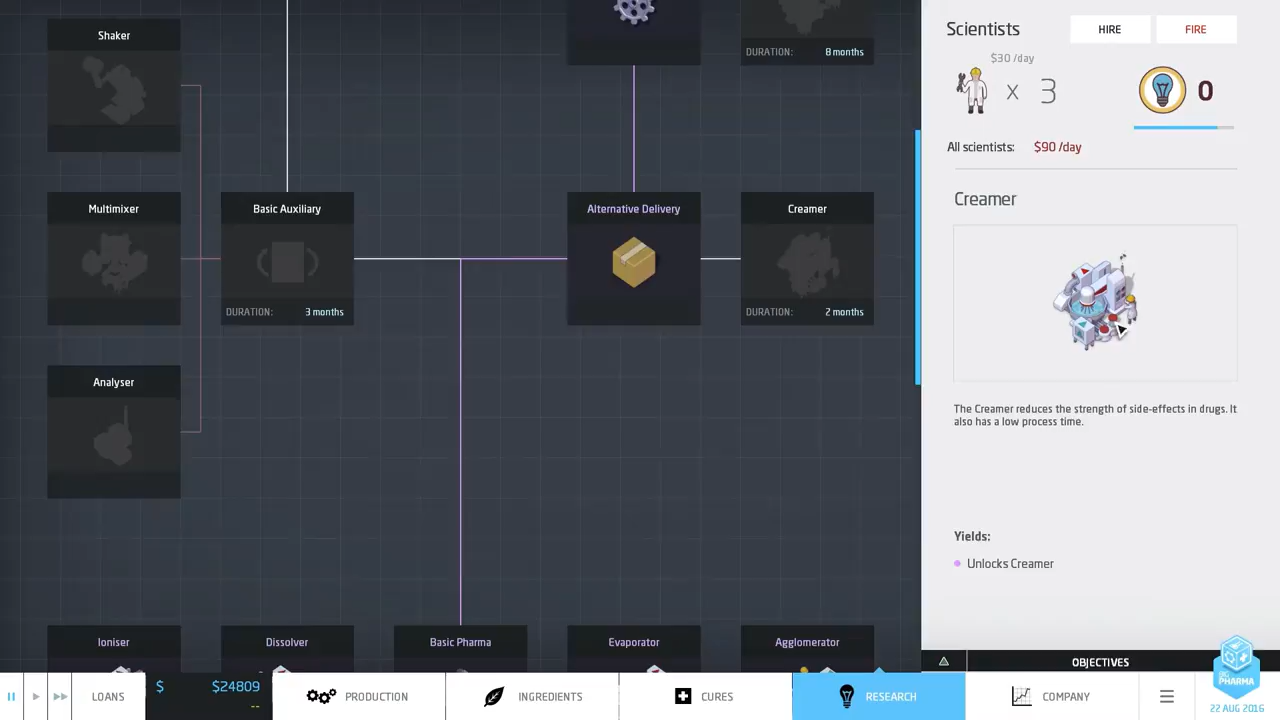 Shaker
DURATION: 8 months
Scientists
HIRE
FIRE
$30 /day
X 3
0
All scientists: $90 /day
Multimixer
Basic Auxiliary
DURATION: 3 months
Alternative Delivery
Creamer
DURATION: 2 months
Creamer
The Creamer reduces the strength of side-effects in drugs. It
also has a low process time.
Analyser
Yields:
Unlocks Creamer
Ioniser
Dissolver
Basic Pharma
Evaporator
Agglomerator
OBJECTIVES
LOANS
$ $24809
--
PRODUCTION
INGREDIENTS
CURES
RESEARCH
COMPANY
BIG PHARMA
22 AUG 2016